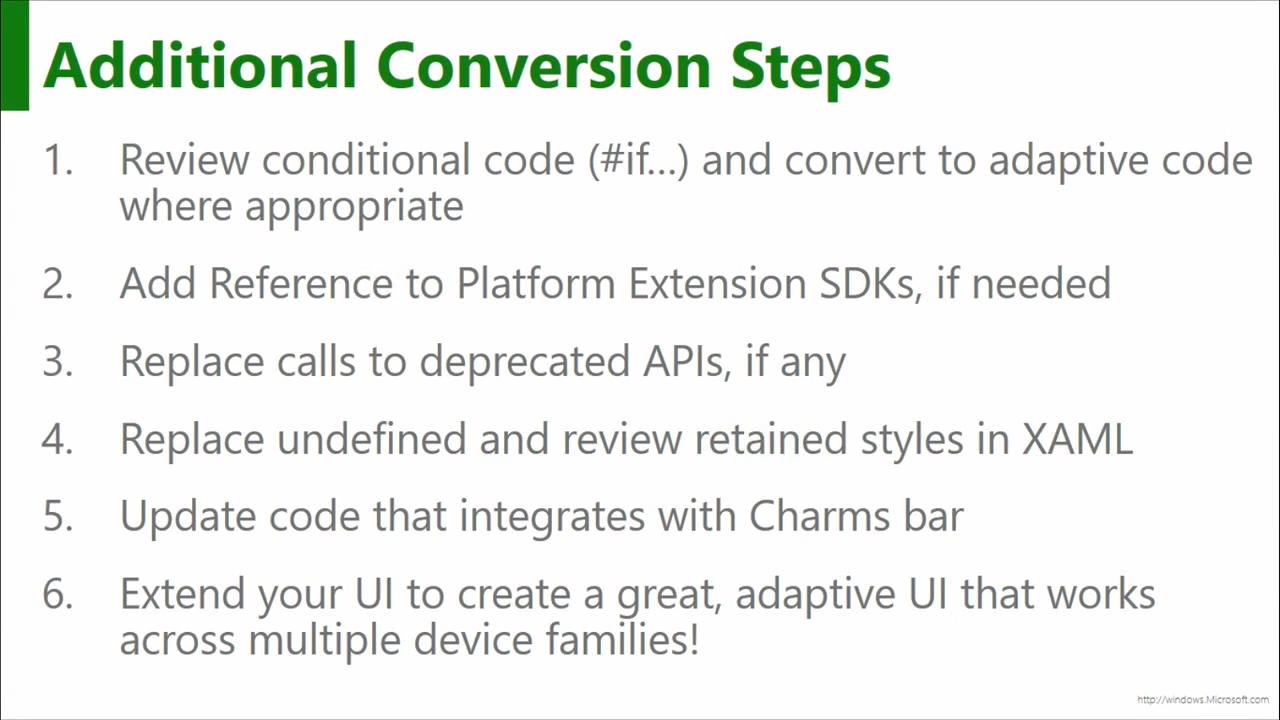 Additional Conversion Steps
1. Review conditional code (#if...) and convert to adaptive code
where appropriate
2. Add Reference to Platform Extension SDKs, if needed
3. Replace calls to deprecated APIs, if any
4. Replace undefined and review retained styles in XAML
5. Update code that integrates with Charms bar
6. Extend your UI to create a great, adaptive UI that works
across multiple device families!
http://windows.Microsoft.com